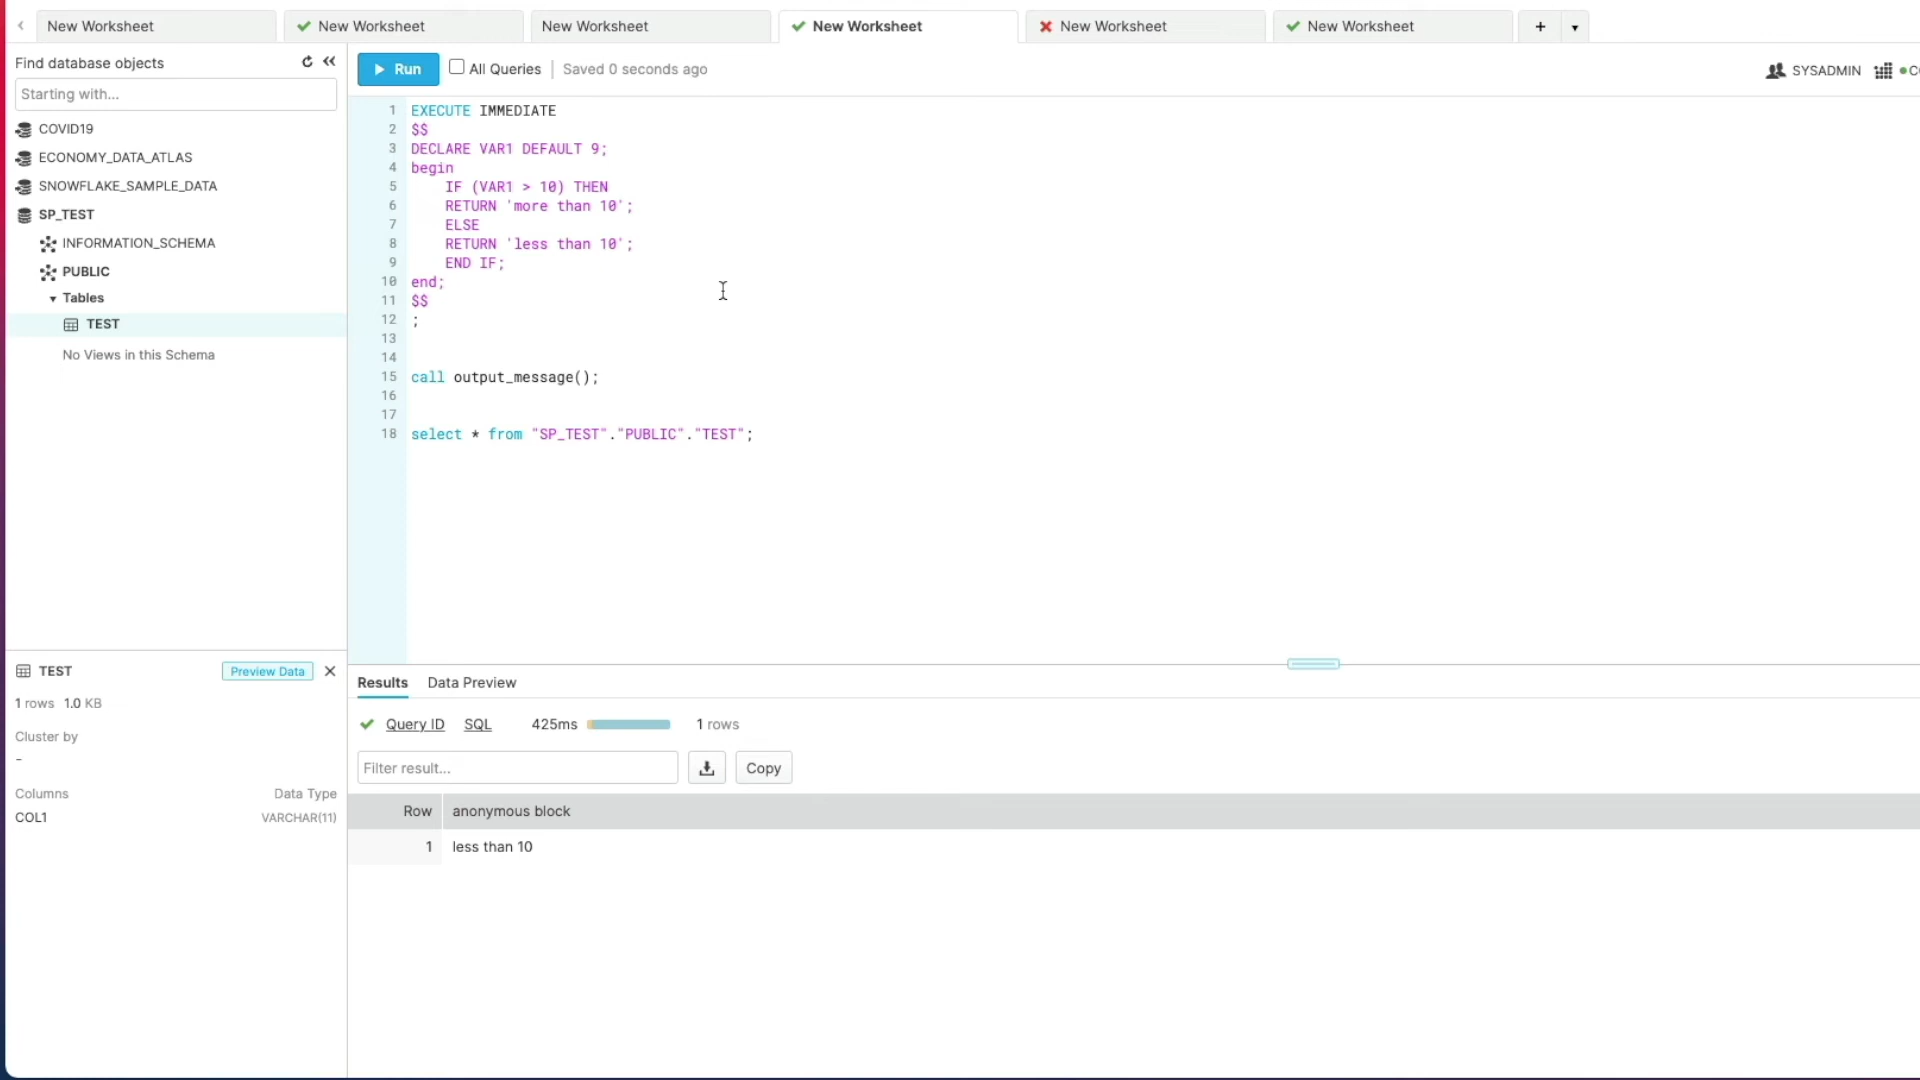 New Worksheet
New Worksheet
New Worksheet
New Worksheet
New Worksheet
New Worksheet
+
Find database objects
Starting with...
COVID19
ECONOMY_DATA_ATLAS
SNOWFLAKE_SAMPLE_DATA
SP_TEST
INFORMATION_SCHEMA
PUBLIC
Tables
TEST
No Views in this Schema
Run
All Queries
Saved 0 seconds ago
SYSADMIN
1 EXECUTE IMMEDIATE
2 $$
3 DECLARE VAR1 DEFAULT 9;
4 begin
5 IF (VAR1 > 10) THEN
6 RETURN 'more than 10';
7 ELSE
8 RETURN 'less than 10';
9 END IF;
10 end;
11 $$
12 ;
13
14
15 call output_message();
16
17
18 select * from "SP_TEST"."PUBLIC"."TEST";
TEST
Preview Data
1 rows 1.0 KB
Cluster by
-
Columns Data Type
COL1 VARCHAR(11)
Results
Data Preview
Query ID SQL 425ms 1 rows
Filter result...
Copy
Row anonymous block
1 less than 10